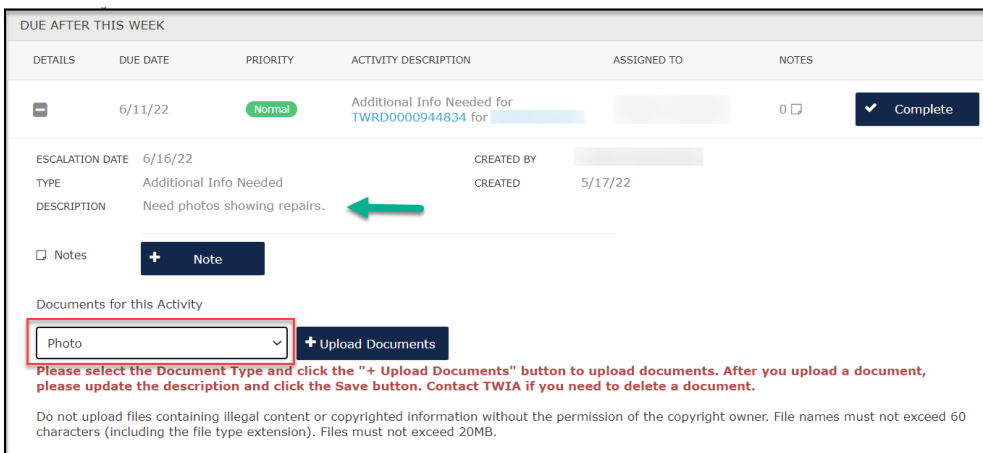 DUE AFTER THIS WEEK
DETAILS DUE DATE PRIORITY ACTIVITY DESCRIPTION ASSIGNED TO NOTES
6/11/22 Normal Additional Info Needed for 0 Complete
TWRD0000944834 for
ESCALATION DATE 6/16/22 CREATED BY
TYPE Additional Info Needed CREATED 5/17/22
DESCRIPTION Need photos showing repairs.
Notes + Note
Documents for this Activity
Photo + Upload Documents
Please select the Document Type and click the "+ Upload Documents" button to upload documents. After you upload a document,
please update the description and click the Save button. Contact TWIA if you need to delete a document.
Do not upload files containing illegal content or copyrighted information without the permission of the copyright owner. File names must not exceed 60
characters (including the file type extension). Files must not exceed 20MB.